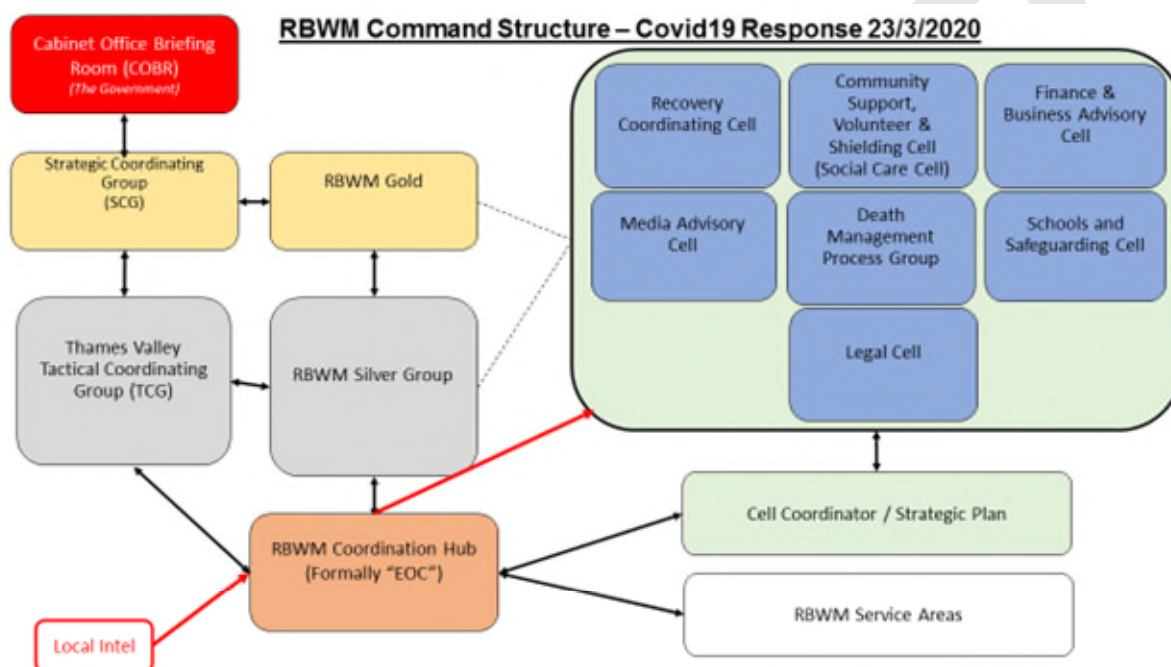 RBWM Command Structure – Covid19 Response 23/3/2020
Cabinet Office Briefing
Room (COBR)
(The Government)
Strategic Coordinating
Group
(SCG)
RBWM Gold
Thames Valley
Tactical Coordinating
Group (TCG)
RBWM Silver Group
Recovery
Coordinating Cell
Community
Support,
Volunteer &
Shielding Cell
(Social Care Cell)
Finance &
Business Advisory
Cell
Media Advisory
Cell
Death
Management
Process Group
Schools and
Safeguarding Cell
Legal Cell
RBWM Coordination Hub
(Formally “EOC”)
Cell Coordinator / Strategic Plan
RBWM Service Areas
Local Intel